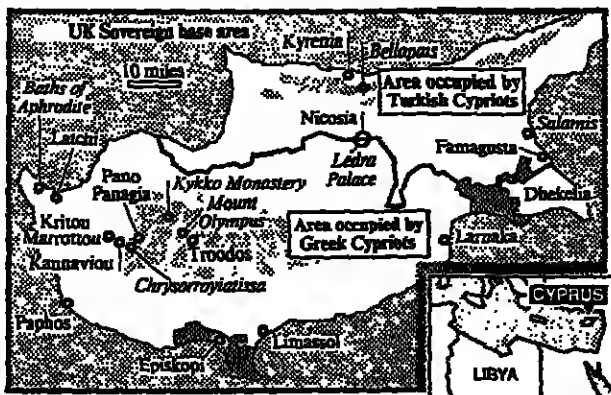 UK Sovereign base area
10 miles
Kyrenia
Bellapais
Baths of
Aphrodite
Latchi
Area occupied by
Turkish Cypriots
Nicosia
Salamis
Famagusta
Ledra
Palace
Pano
Panagia
Kykko Monastery
Mount
Olympus
Dhekelia
Kritou
Marrottou
Area occupied by
Greek Cypriots
Troodos
Larnaka
Kannaviou
Chrysorroyiatissa
Paphos
CYPRUS
Limassol
Episkopi
LIBYA